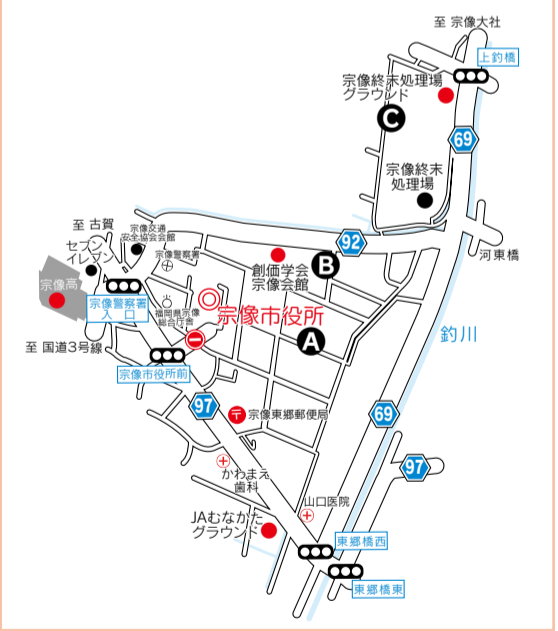 至 宗像大社
上釣橋
宗像終末処理場
グラウンド
C
69
宗像終末
処理場
至 古賀
宗像交通
安全協会会館
92
河東橋
セブン
イレブン
宗像警察署
創価学会
宗像会館
B
宗像高
宗像警察署
入口
福岡県宗像
総合庁舎
宗像市役所
釣川
A
至 国道3号線
宗像市役所前
97
〒
宗像東郷郵便局
69
97
かわまえ
歯科
山口医院
JAむなかた
グラウンド
東郷橋西
東郷橋東